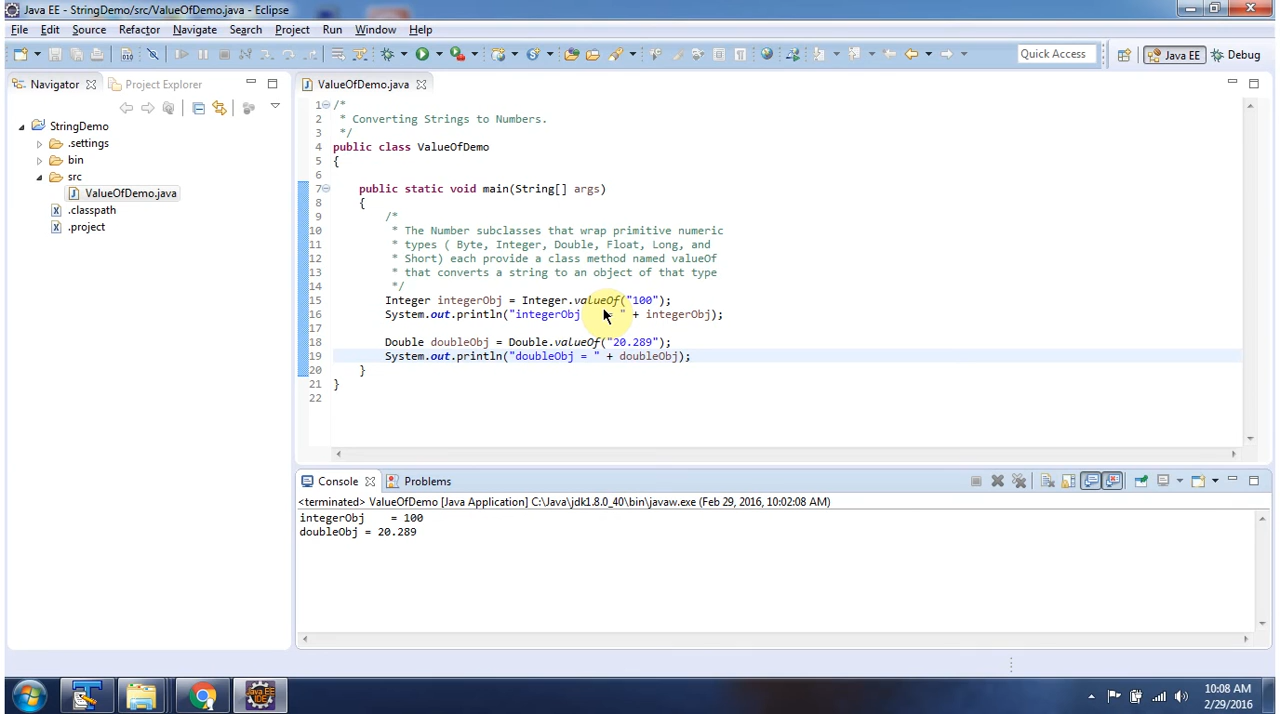 Java EE - StringDemo/src/ValueOfDemo.java - Eclipse
File Edit Source Refactor Navigate Search Project Run Window Help
Quick Access Java EE Debug
Navigator Project Explorer
StringDemo
.settings
bin
src
ValueOfDemo.java
.classpath
.project
ValueOfDemo.java
1 /*
2 * Converting Strings to Numbers.
3 */
4 public class ValueOfDemo
5 {
6
7 public static void main(String[] args)
8 {
9 /*
10 * The Number subclasses that wrap primitive numeric
11 * types ( Byte, Integer, Double, Float, Long, and
12 * Short) each provide a class method named valueOf
13 * that converts a string to an object of that type
14 */
15 Integer integerObj = Integer.valueOf("100");
16 System.out.println("integerObj    = " + integerObj);
17
18 Double doubleObj = Double.valueOf("20.289");
19 System.out.println("doubleObj = " + doubleObj);
20 }
21 }
22
Console Problems
<terminated> ValueOfDemo [Java Application] C:\Java\jdk1.8.0_40\bin\javaw.exe (Feb 29, 2016, 10:02:08 AM)
integerObj    = 100
doubleObj = 20.289
Java EE
IDE
10:08 AM
2/29/2016